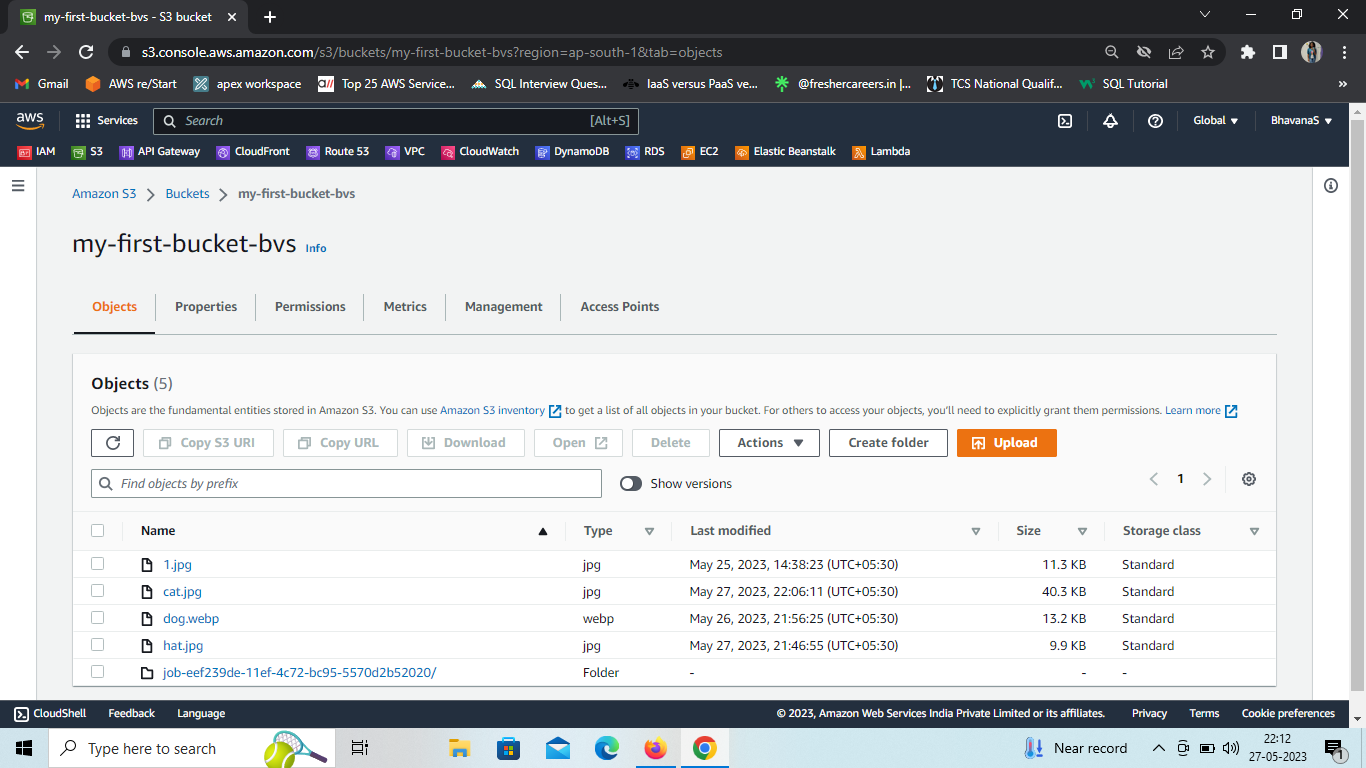 my-first-bucket-bvs - S3 bucket
s3.console.aws.amazon.com/s3/buckets/my-first-bucket-bvs?region=ap-south-1&tab=objects
Gmail AWS re/Start apex workspace Top 25 AWS Service... SQL Interview Ques... IaaS versus PaaS ve... @freshercareers.in |... TCS National Qualif... SQL Tutorial »
aws Services Search [Alt+S] Global BhavanaS
IAM S3 API Gateway CloudFront Route 53 VPC CloudWatch DynamoDB RDS EC2 Elastic Beanstalk Lambda
Amazon S3 Buckets my-first-bucket-bvs
my-first-bucket-bvs Info
Objects Properties Permissions Metrics Management Access Points
Objects (5)
Objects are the fundamental entities stored in Amazon S3. You can use Amazon S3 inventory to get a list of all objects in your bucket. For others to access your objects, you'll need to explicitly grant them permissions. Learn more
Copy S3 URI Copy URL Download Open Delete Actions Create folder Upload
Find objects by prefix Show versions 1
Name Type Last modified Size Storage class
1.jpg jpg May 25, 2023, 14:38:23 (UTC+05:30) 11.3 KB Standard
cat.jpg jpg May 27, 2023, 22:06:11 (UTC+05:30) 40.3 KB Standard
dog.webp webp May 26, 2023, 21:56:25 (UTC+05:30) 13.2 KB Standard
hat.jpg jpg May 27, 2023, 21:46:55 (UTC+05:30) 9.9 KB Standard
job-eef239de-11ef-4c72-bc95-5570d2b52020/ Folder - - -
CloudShell Feedback Language © 2023, Amazon Web Services India Private Limited or its affiliates. Privacy Terms Cookie preferences
Type here to search Near record 22:12
27-05-2023 1